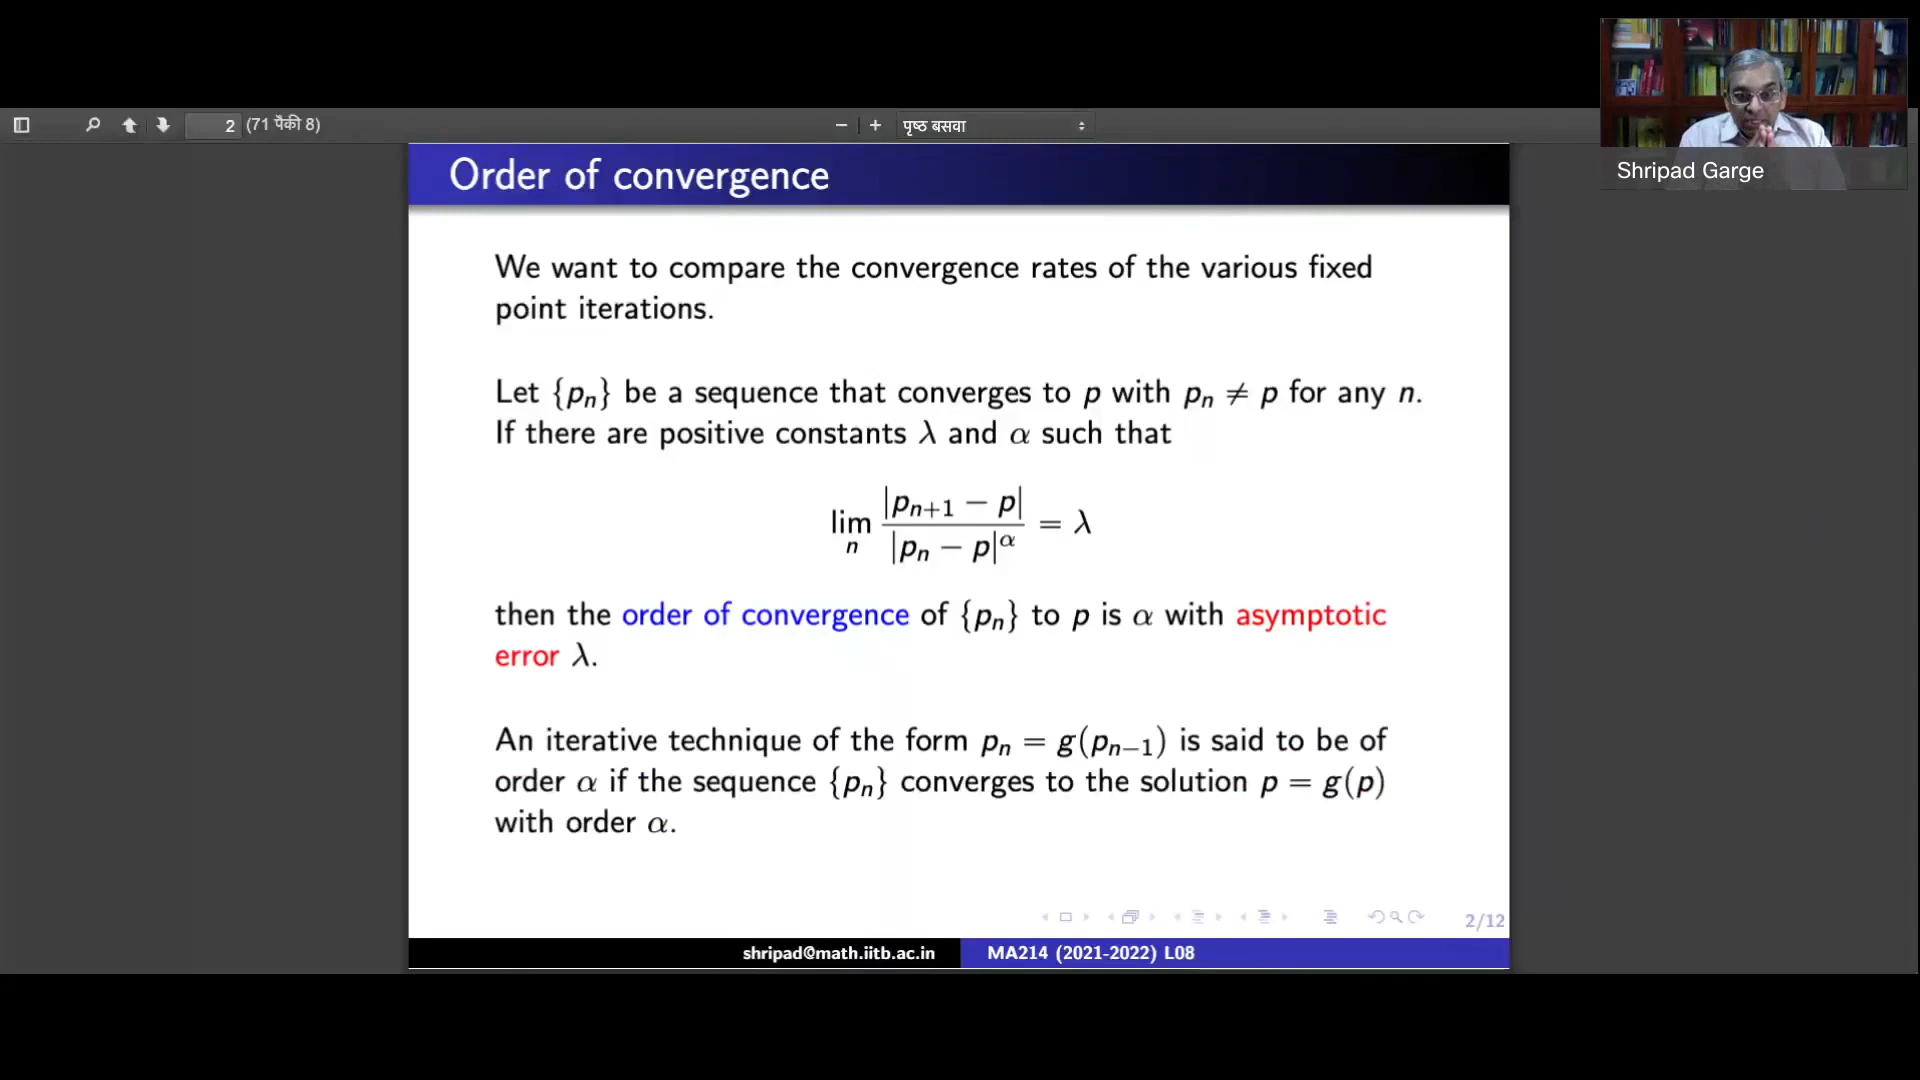 2 (71 पैकी 8)
पृष्ठ बसवा
Shripad Garge
Order of convergence
We want to compare the convergence rates of the various fixed
point iterations.
Let {pₙ} be a sequence that converges to p with pₙ ≠ p for any n.
If there are positive constants λ and α such that
lim_n |pₙ₊₁ − p| / |pₙ − p|^α = λ
then the order of convergence of {pₙ} to p is α with asymptotic
error λ.
An iterative technique of the form pₙ = g(pₙ₋₁) is said to be of
order α if the sequence {pₙ} converges to the solution p = g(p)
with order α.
2/12
shripad@math.iitb.ac.in MA214 (2021-2022) L08